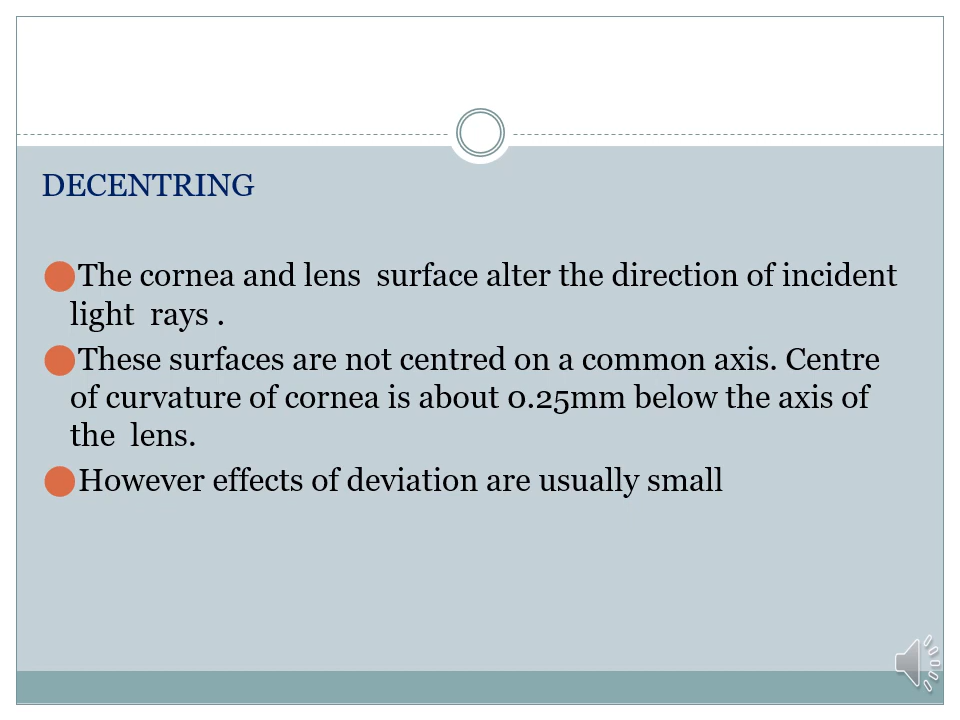 DECENTRING
The cornea and lens surface alter the direction of incident
light rays .
These surfaces are not centred on a common axis. Centre
of curvature of cornea is about 0.25mm below the axis of
the lens.
However effects of deviation are usually small